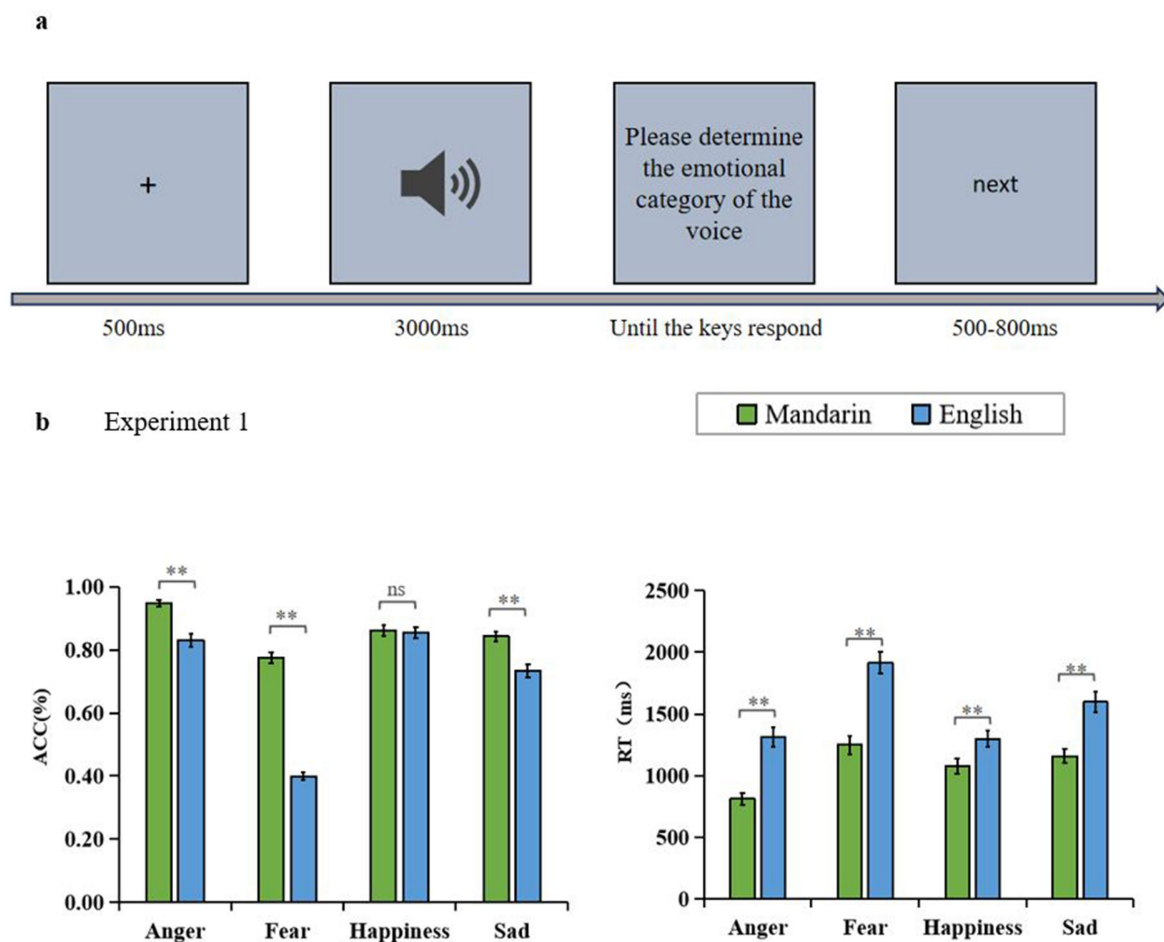 a
+
Please determine
the emotional
category of the
voice
next
500ms
3000ms
Until the keys respond
500-800ms
b Experiment 1
Mandarin English
ACC(%)
1.00
0.80
0.60
0.40
0.20
0.00
**
**
ns
**
Anger Fear Happiness Sad
RT（ms）
2500
2000
1500
1000
500
0
**
**
**
**
Anger Fear Happiness Sad